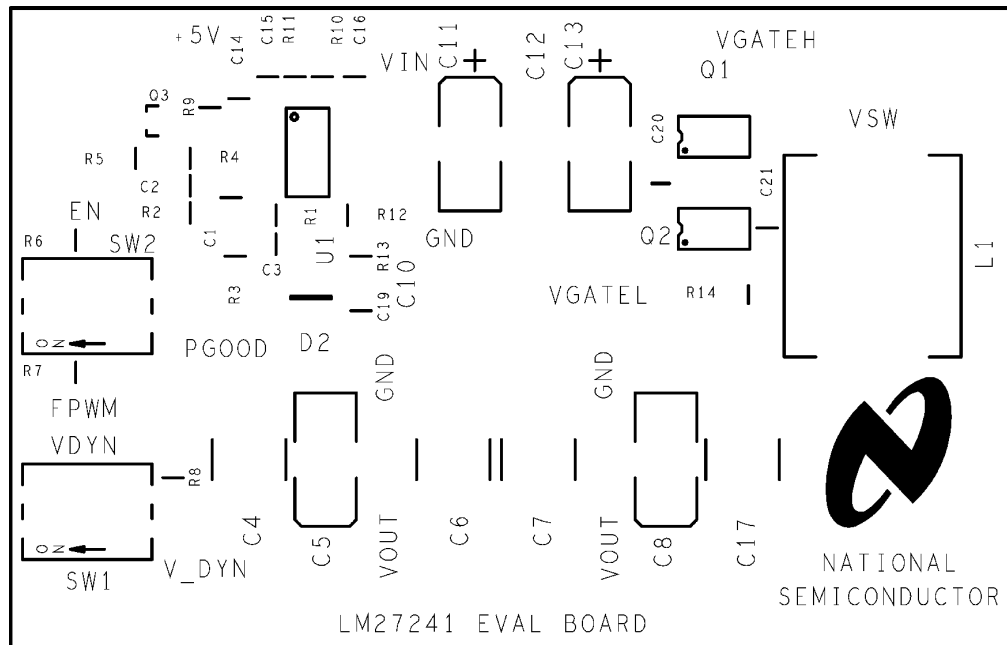 +5V
C14
C15
R11
R10
C16
VIN
C11
+
C12
C13
+
VGATEH
Q1
Q3
R9
C20
VSW
R5
R4
C2
C21
R2
R1
R12
EN
C1
U1
GND
Q2
R6
SW2
C3
R13
C10
L1
R3
C19
VGATEL
R14
ON
PGOOD
D2
R7
GND
GND
FPWM
VDYN
R8
C4
C5
VOUT
C6
C7
VOUT
C8
C17
ON
SW1
V_DYN
NATIONAL
SEMICONDUCTOR
LM27241 EVAL BOARD